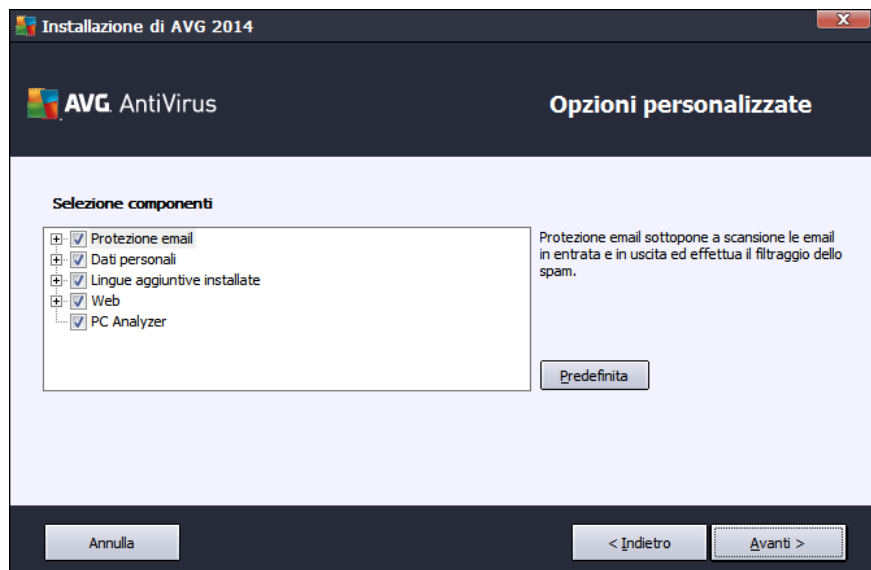 Installazione di AVG 2014
X
AVG. AntiVirus
Opzioni personalizzate
Selezione componenti
Protezione email
Dati personali
Lingue aggiuntive installate
Web
PC Analyzer
Protezione email sottopone a scansione le email
in entrata e in uscita ed effettua il filtraggio dello
spam.
Predefinita
Annulla
< Indietro
Avanti >